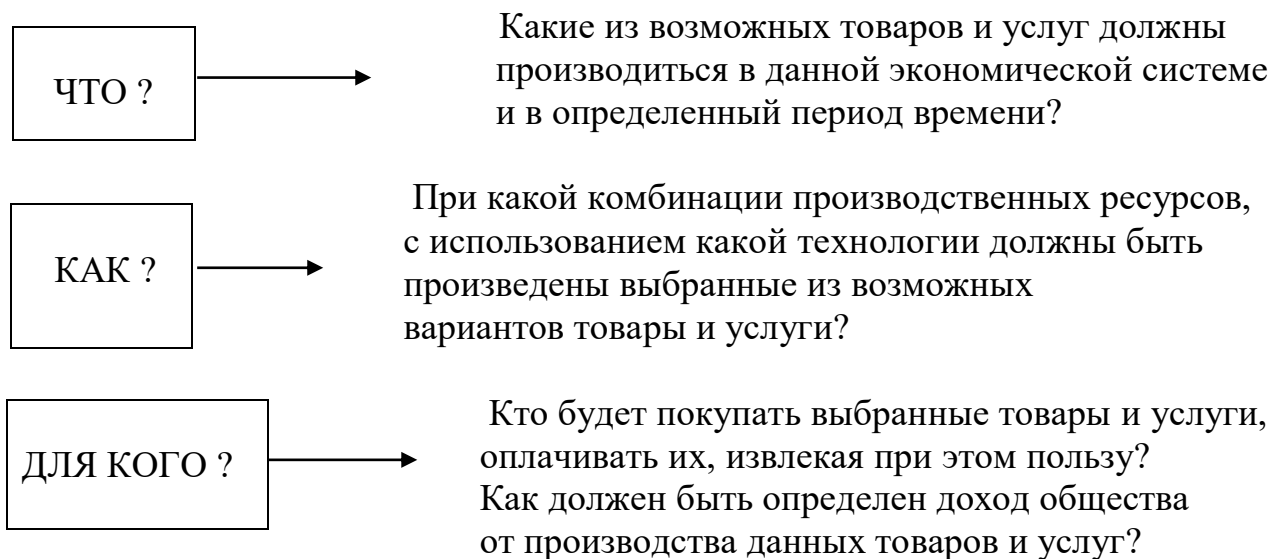 ЧТО ?
Какие из возможных товаров и услуг должны
производиться в данной экономической системе
и в определенный период времени?
КАК ?
При какой комбинации производственных ресурсов,
с использованием какой технологии должны быть
произведены выбранные из возможных
вариантов товары и услуги?
ДЛЯ КОГО ?
Кто будет покупать выбранные товары и услуги,
оплачивать их, извлекая при этом пользу?
Как должен быть определен доход общества
от производства данных товаров и услуг?